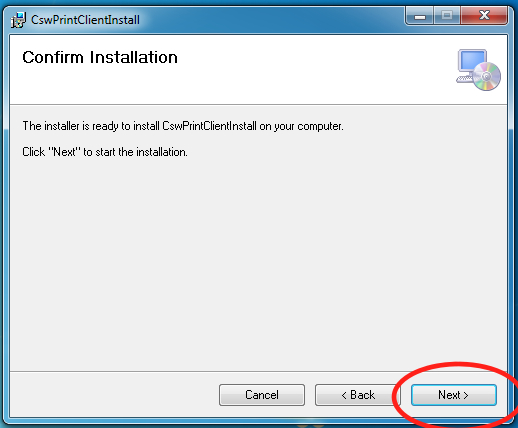 CswPrintClientInstall
Confirm Installation
The installer is ready to install CswPrintClientInstall on your computer.
Click "Next" to start the installation.
Cancel
< Back
Next >